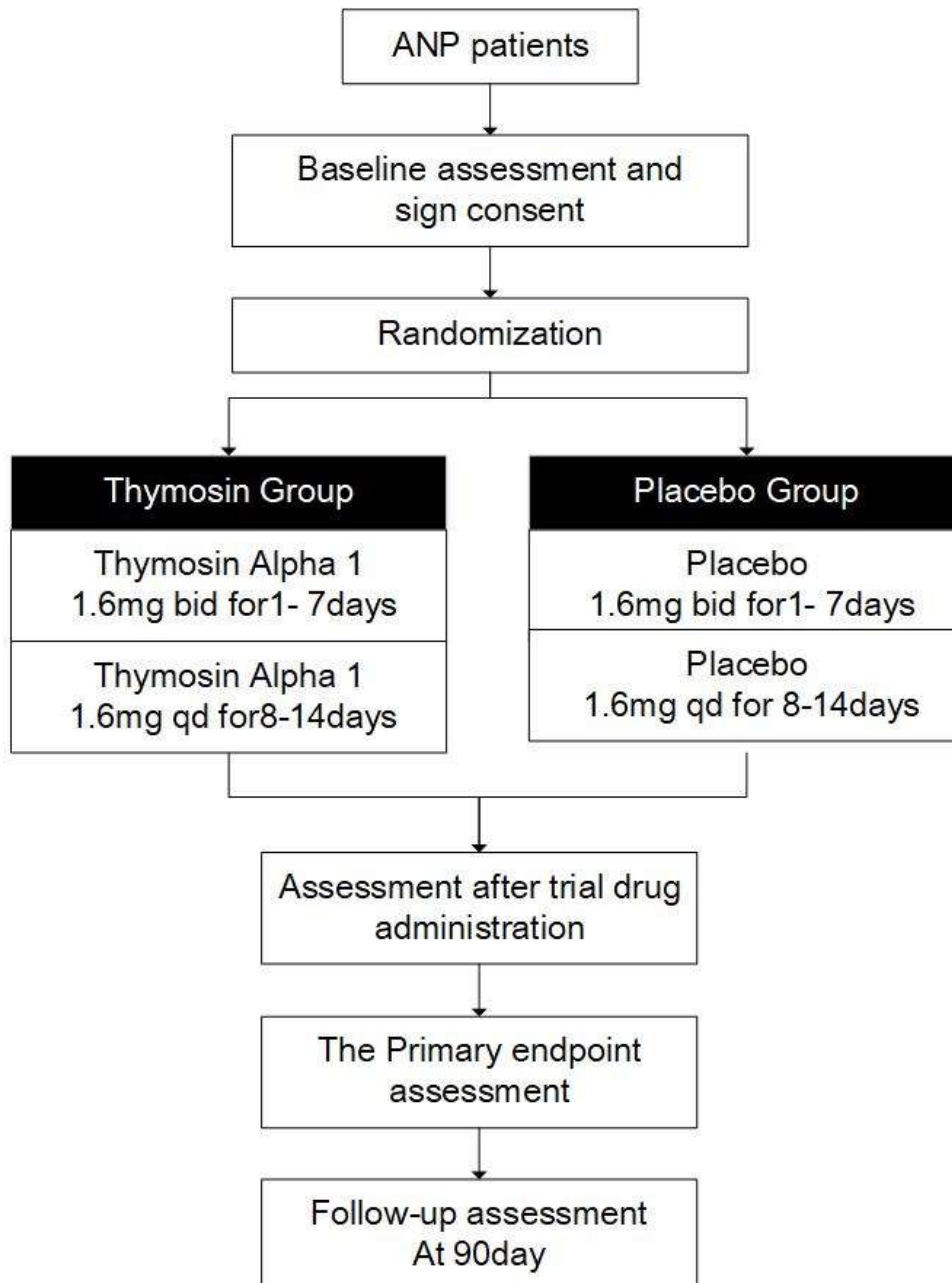 ANP patients
Baseline assessment and
sign consent
Randomization
Thymosin Group
Thymosin Alpha 1
1.6mg bid for1- 7days
Thymosin Alpha 1
1.6mg qd for8-14days
Placebo Group
Placebo
1.6mg bid for1- 7days
Placebo
1.6mg qd for 8-14days
Assessment after trial drug
administration
The Primary endpoint
assessment
Follow-up assessment
At 90day